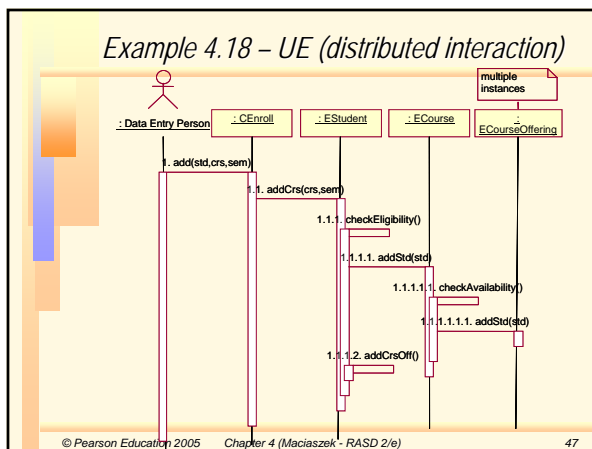 Example 4.18 – UE (distributed interaction)
multiple
instances
: Data Entry Person
: CEnroll
: EStudent
: ECourse
:
ECourseOffering
1. add(std,crs,sem)
1.1. addCrs(crs,sem)
1.1.1. checkEligibility()
1.1.1.1. addStd(std)
1.1.1.1.1. checkAvailability()
1.1.1.1.1.1. addStd(std)
1.1.1.2. addCrsOff()
© Pearson Education 2005 Chapter 4 (Maciaszek - RASD 2/e) 47